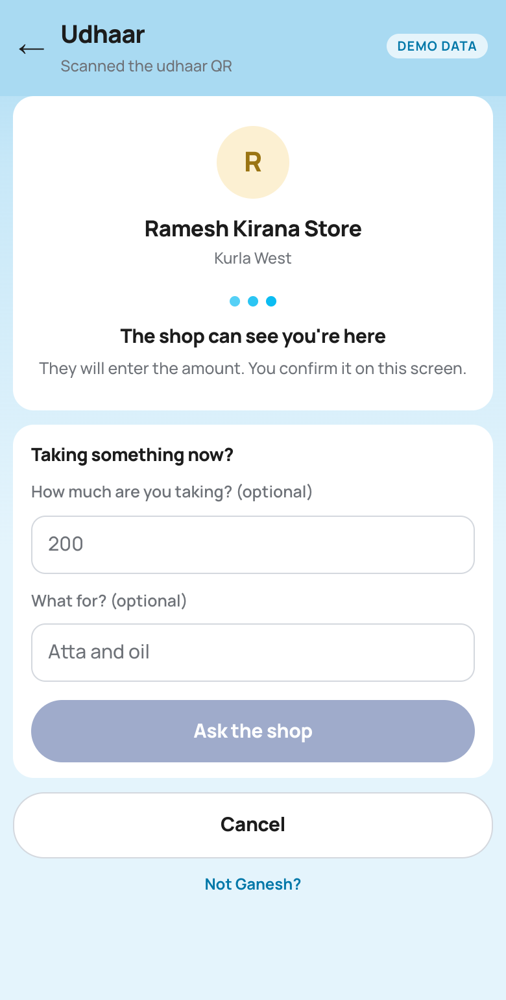 ←
Udhaar
Scanned the udhaar QR
DEMO DATA
R
Ramesh Kirana Store
Kurla West
The shop can see you're here
They will enter the amount. You confirm it on this screen.
Taking something now?
How much are you taking? (optional)
200
What for? (optional)
Atta and oil
Ask the shop
Cancel
Not Ganesh?